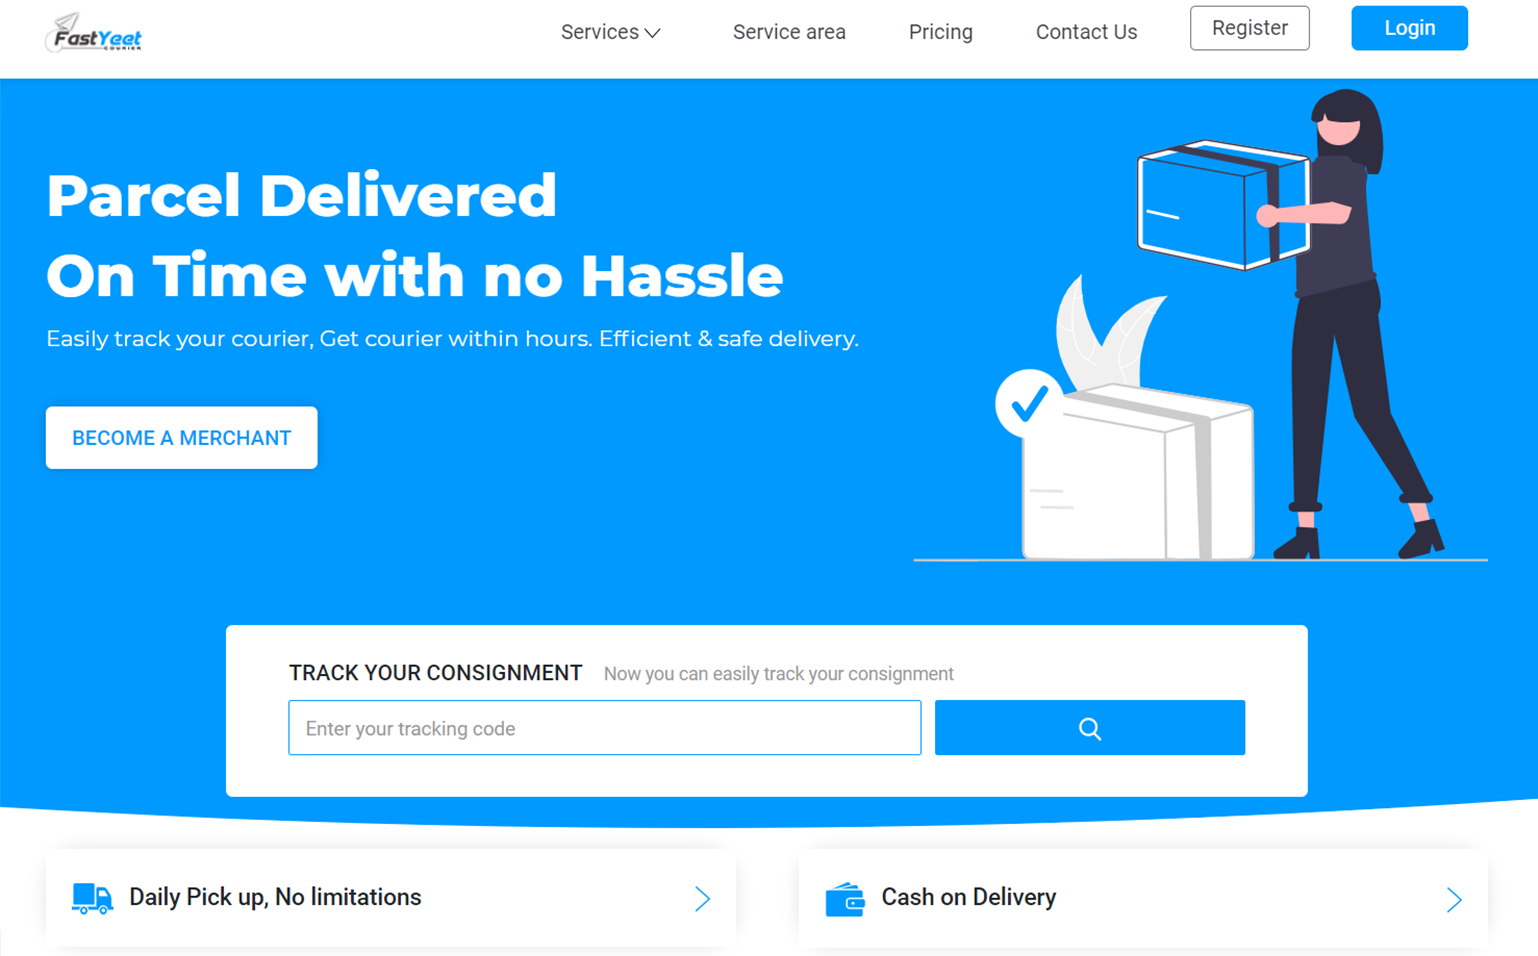 FastYeet
COURIER
Services
Service area
Pricing
Contact Us
Register
Login
Parcel Delivered
On Time with no Hassle
Easily track your courier, Get courier within hours. Efficient & safe delivery.
BECOME A MERCHANT
TRACK YOUR CONSIGNMENT Now you can easily track your consignment
Enter your tracking code
Daily Pick up, No limitations
Cash on Delivery